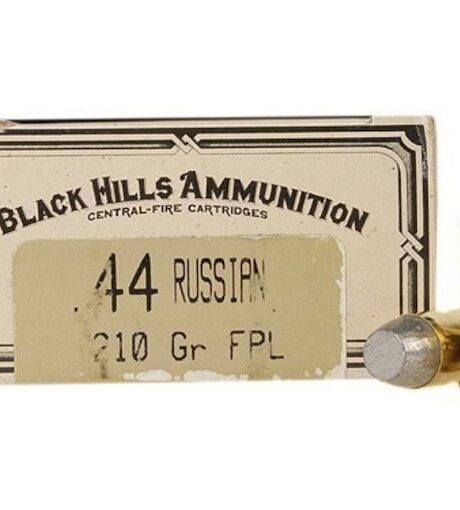 BLACK HILLS AMMUNITION
CENTRAL-FIRE CARTRIDGES
.44 RUSSIAN
210 Gr FPL